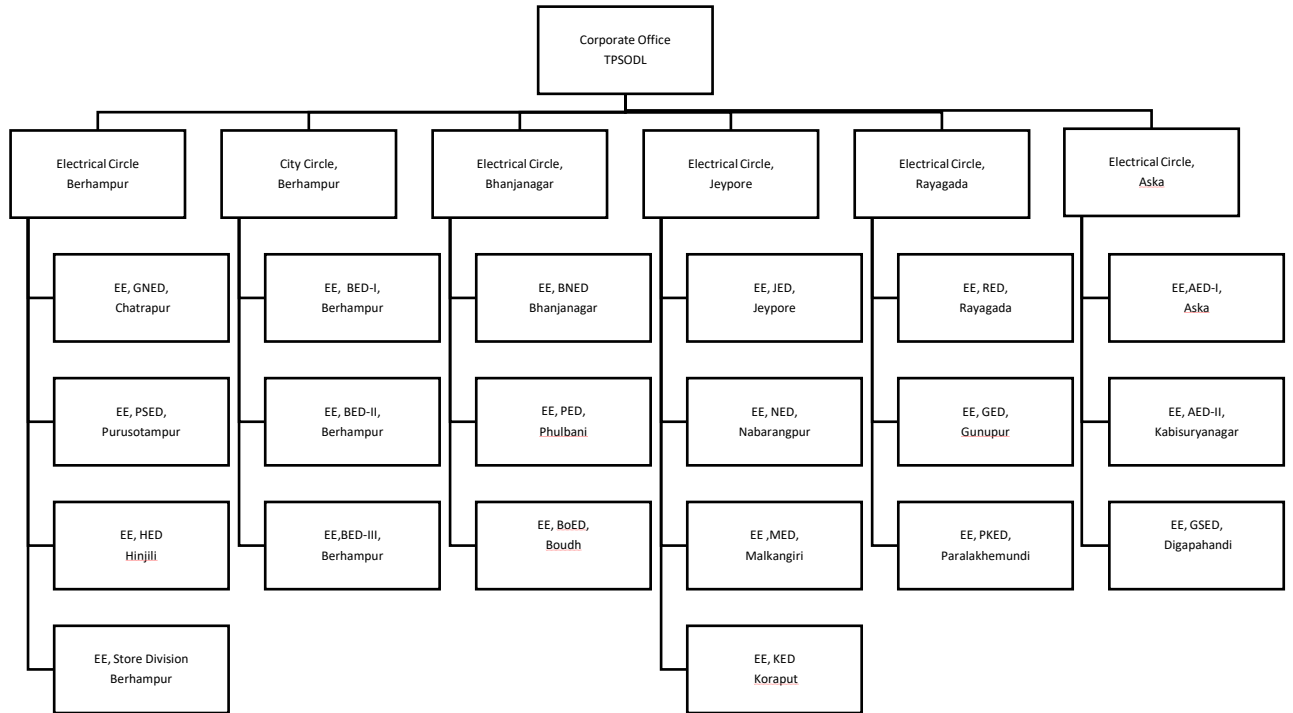 Corporate Office
TPSODL
Electrical Circle
Berhampur
City Circle,
Berhampur
Electrical Circle,
Bhanjanagar
Electrical Circle,
Jeypore
Electrical Circle,
Rayagada
Electrical Circle,
Aska
EE, GNED,
Chatrapur
EE, BED-I,
Berhampur
EE, BNED
Bhanjanagar
EE, JED,
Jeypore
EE, RED,
Rayagada
EE,AED-I,
Aska
EE, PSED,
Purusotampur
EE, BED-II,
Berhampur
EE, PED,
Phulbani
EE, NED,
Nabarangpur
EE, GED,
Gunupur
EE, AED-II,
Kabisuryanagar
EE, HED
Hinjili
EE,BED-III,
Berhampur
EE, BoED,
Boudh
EE ,MED,
Malkangiri
EE, PKED,
Paralakhemundi
EE, GSED,
Digapahandi
EE, Store Division
Berhampur
EE, KED
Koraput